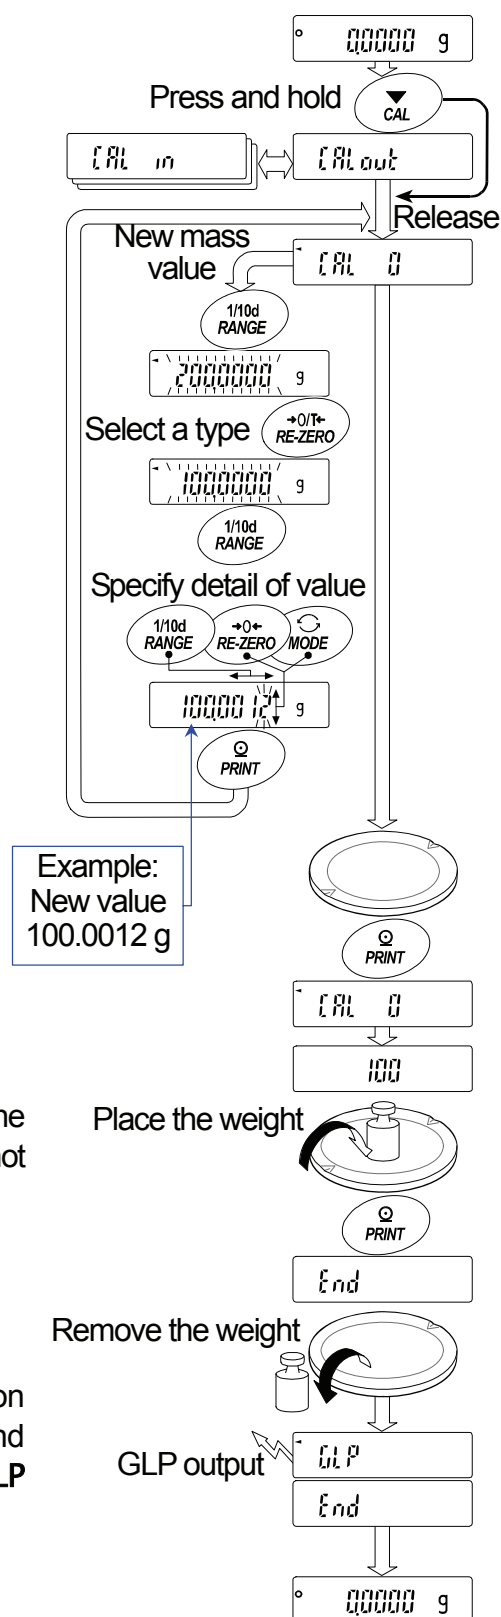 0.0000 g
Press and hold
CAL
CAL in
CAL out
Release
New mass
value
CAL 0
1/10d
RANGE
200.0000 g
Select a type
→0/T←
RE-ZERO
100.0000 g
1/10d
RANGE
Specify detail of value
1/10d
RANGE
→0←
RE-ZERO
MODE
100.0012 g
PRINT
Example:
New value
100.0012 g
PRINT
CAL 0
100
Place the weight
not
PRINT
End
Remove the weight
on
GLP output
GLP
LP
End
0.0000 g